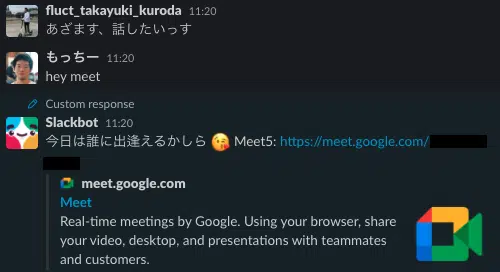 fluct_takayuki_kuroda 11:20
あざます、話したいっす
もっちー 11:20
hey meet
Custom response
Slackbot 11:20
今日は誰に出逢えるかしら 😘 Meet5: https://meet.google.com/
meet.google.com
Meet
Real-time meetings by Google. Using your browser, share
your video, desktop, and presentations with teammates
and customers.